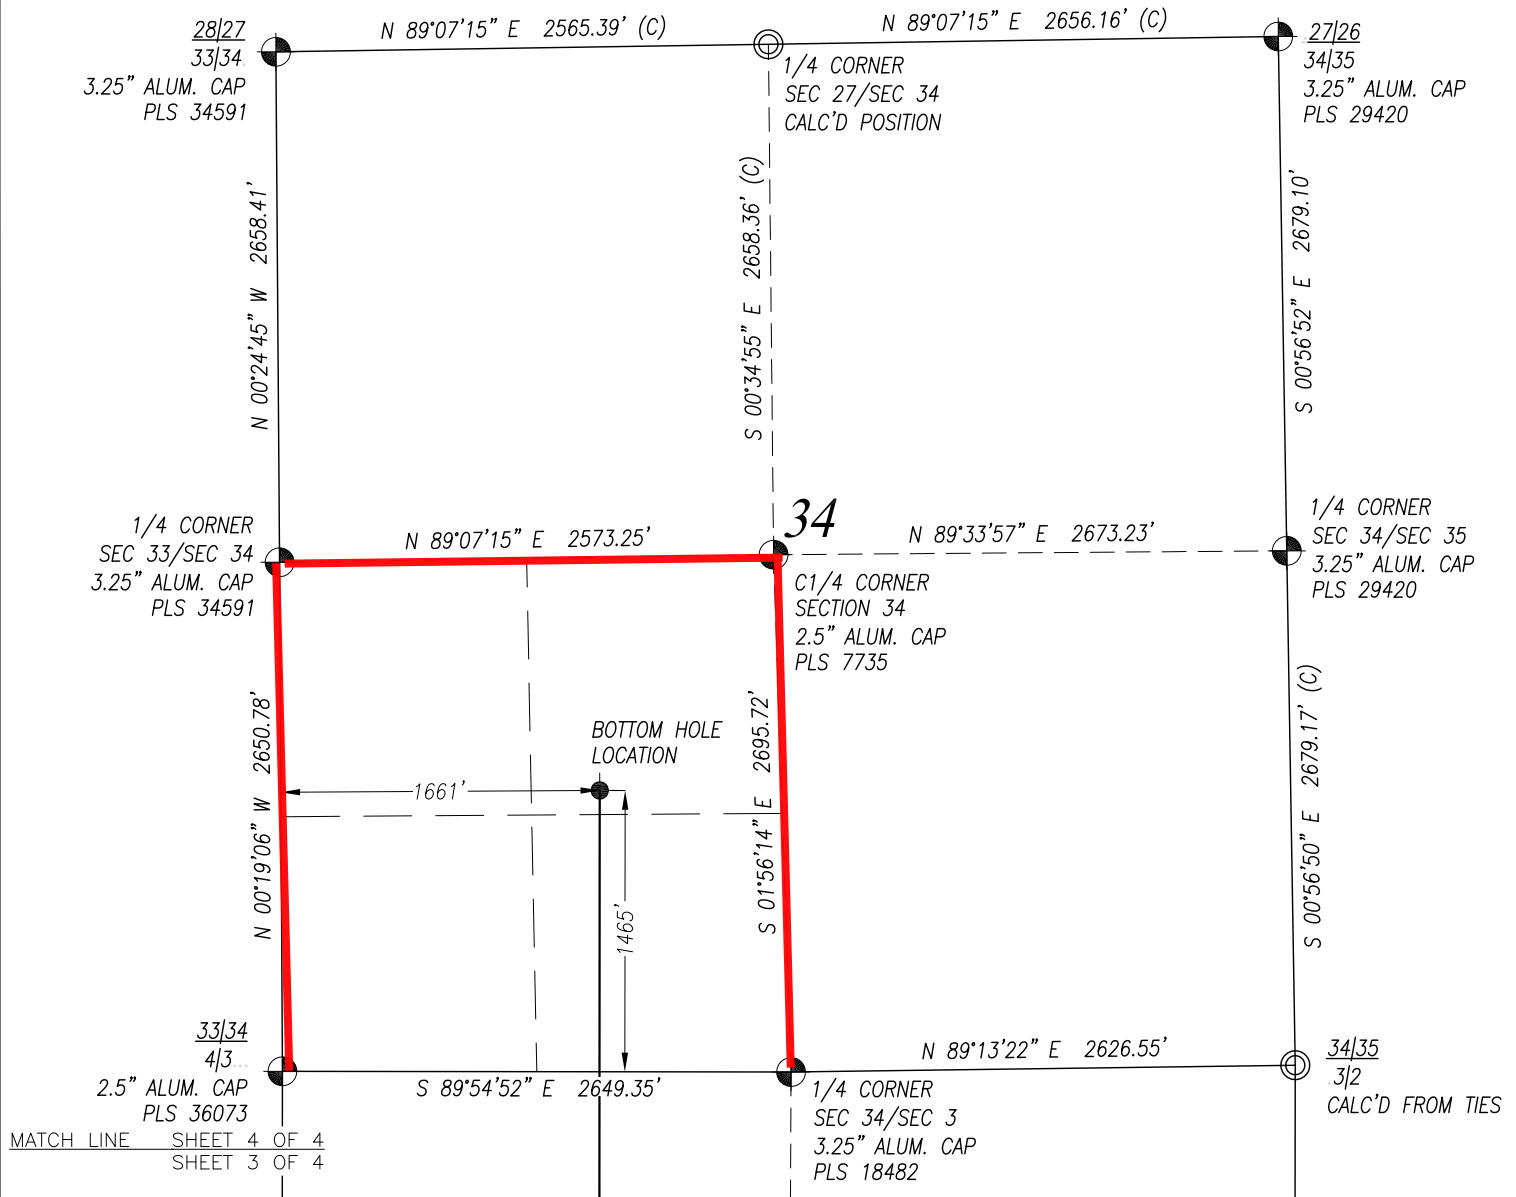 N 89°07'15" E 2565.39' (C)
N 89°07'15" E 2656.16' (C)
28|27
33|34
3.25" ALUM. CAP
PLS 34591
1/4 CORNER
SEC 27/SEC 34
CALC'D POSITION
27|26
34|35
3.25" ALUM. CAP
PLS 29420
N 00°24'45" W 2658.41'
S 00°34'55" E 2658.36' (C)
S 00°56'52" E 2679.10'
34
1/4 CORNER
SEC 33/SEC 34
3.25" ALUM. CAP
PLS 34591
N 89°07'15" E 2573.25'
N 89°33'57" E 2673.23'
1/4 CORNER
SEC 34/SEC 35
3.25" ALUM. CAP
PLS 29420
C1/4 CORNER
SECTION 34
2.5" ALUM. CAP
PLS 7735
N 00°19'06" W 2650.78'
BOTTOM HOLE
LOCATION
1661'
1465'
S 01°56'14" E 2695.72'
S 00°56'50" E 2679.17' (C)
33|34
4|3
2.5" ALUM. CAP
PLS 36073
S 89°54'52" E 2649.35'
N 89°13'22" E 2626.55'
1/4 CORNER
SEC 34/SEC 3
3.25" ALUM. CAP
PLS 18482
34|35
3|2
CALC'D FROM TIES
MATCH LINE SHEET 4 OF 4
SHEET 3 OF 4